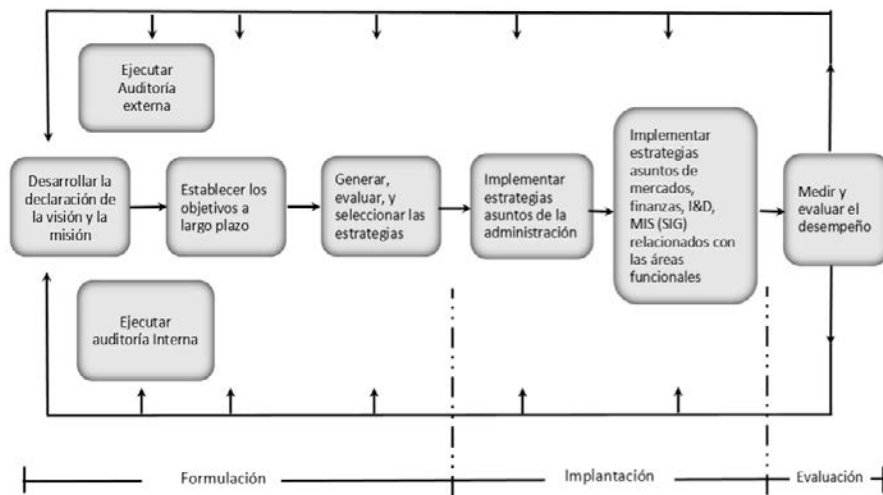 Ejecutar
Auditoría
externa
Desarrollar la
declaración de
la visión y la
misión
Establecer los
objetivos a
largo plazo
Generar,
evaluar, y
seleccionar las
estrategias
Implementar
estrategias
asuntos de la
administración
Implementar
estrategias
asuntos de
mercados,
finanzas, I&D,
MIS (SIG)
relacionados con
las áreas
funcionales
Medir y
evaluar el
desempeño
Ejecutar
auditoría Interna
Formulación
Implantación
Evaluación